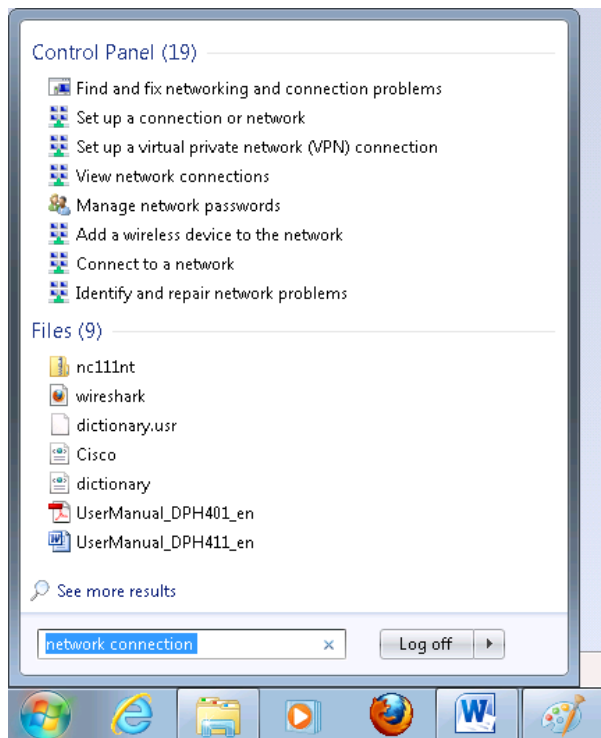 Control Panel (19)
Find and fix networking and connection problems
Set up a connection or network
Set up a virtual private network (VPN) connection
View network connections
Manage network passwords
Add a wireless device to the network
Connect to a network
Identify and repair network problems
Files (9)
nc111nt
wireshark
dictionary.usr
Cisco
dictionary
UserManual_DPH401_en
UserManual_DPH411_en
See more results
network connection
Log off